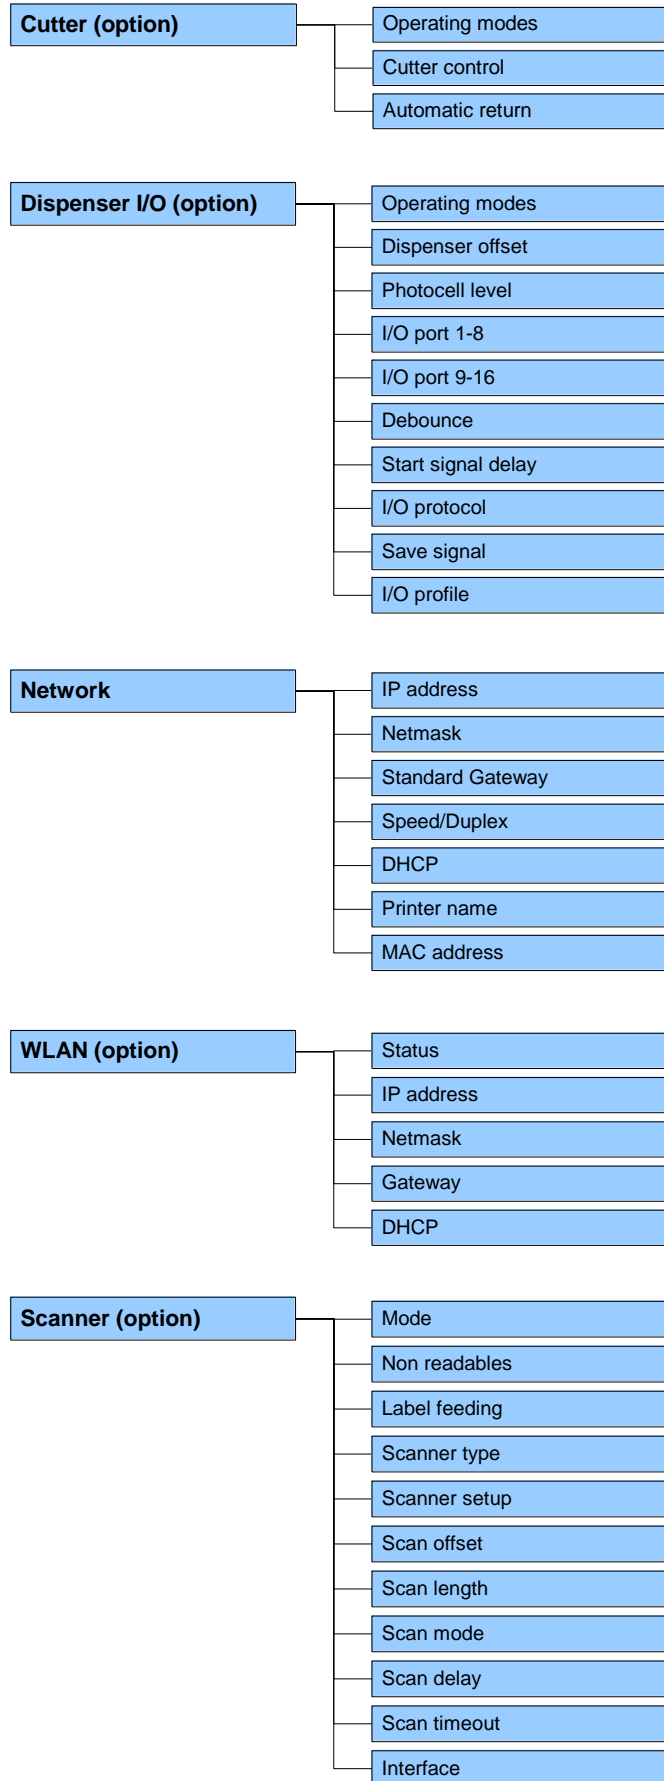 Cutter (option)
Operating modes
Cutter control
Automatic return
Dispenser I/O (option)
Operating modes
Dispenser offset
Photocell level
I/O port 1-8
I/O port 9-16
Debounce
Start signal delay
I/O protocol
Save signal
I/O profile
Network
IP address
Netmask
Standard Gateway
Speed/Duplex
DHCP
Printer name
MAC address
WLAN (option)
Status
IP address
Netmask
Gateway
DHCP
Scanner (option)
Mode
Non readables
Label feeding
Scanner type
Scanner setup
Scan offset
Scan length
Scan mode
Scan delay
Scan timeout
Interface